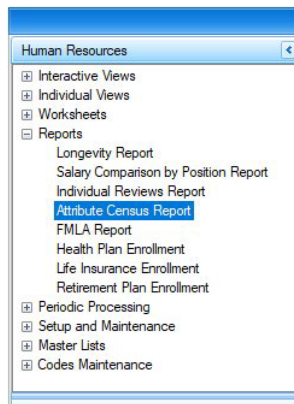 Human Resources
Interactive Views
Individual Views
Worksheets
Reports
Longevity Report
Salary Comparison by Position Report
Individual Reviews Report
Attribute Census Report
FMLA Report
Health Plan Enrollment
Life Insurance Enrollment
Retirement Plan Enrollment
Periodic Processing
Setup and Maintenance
Master Lists
Codes Maintenance